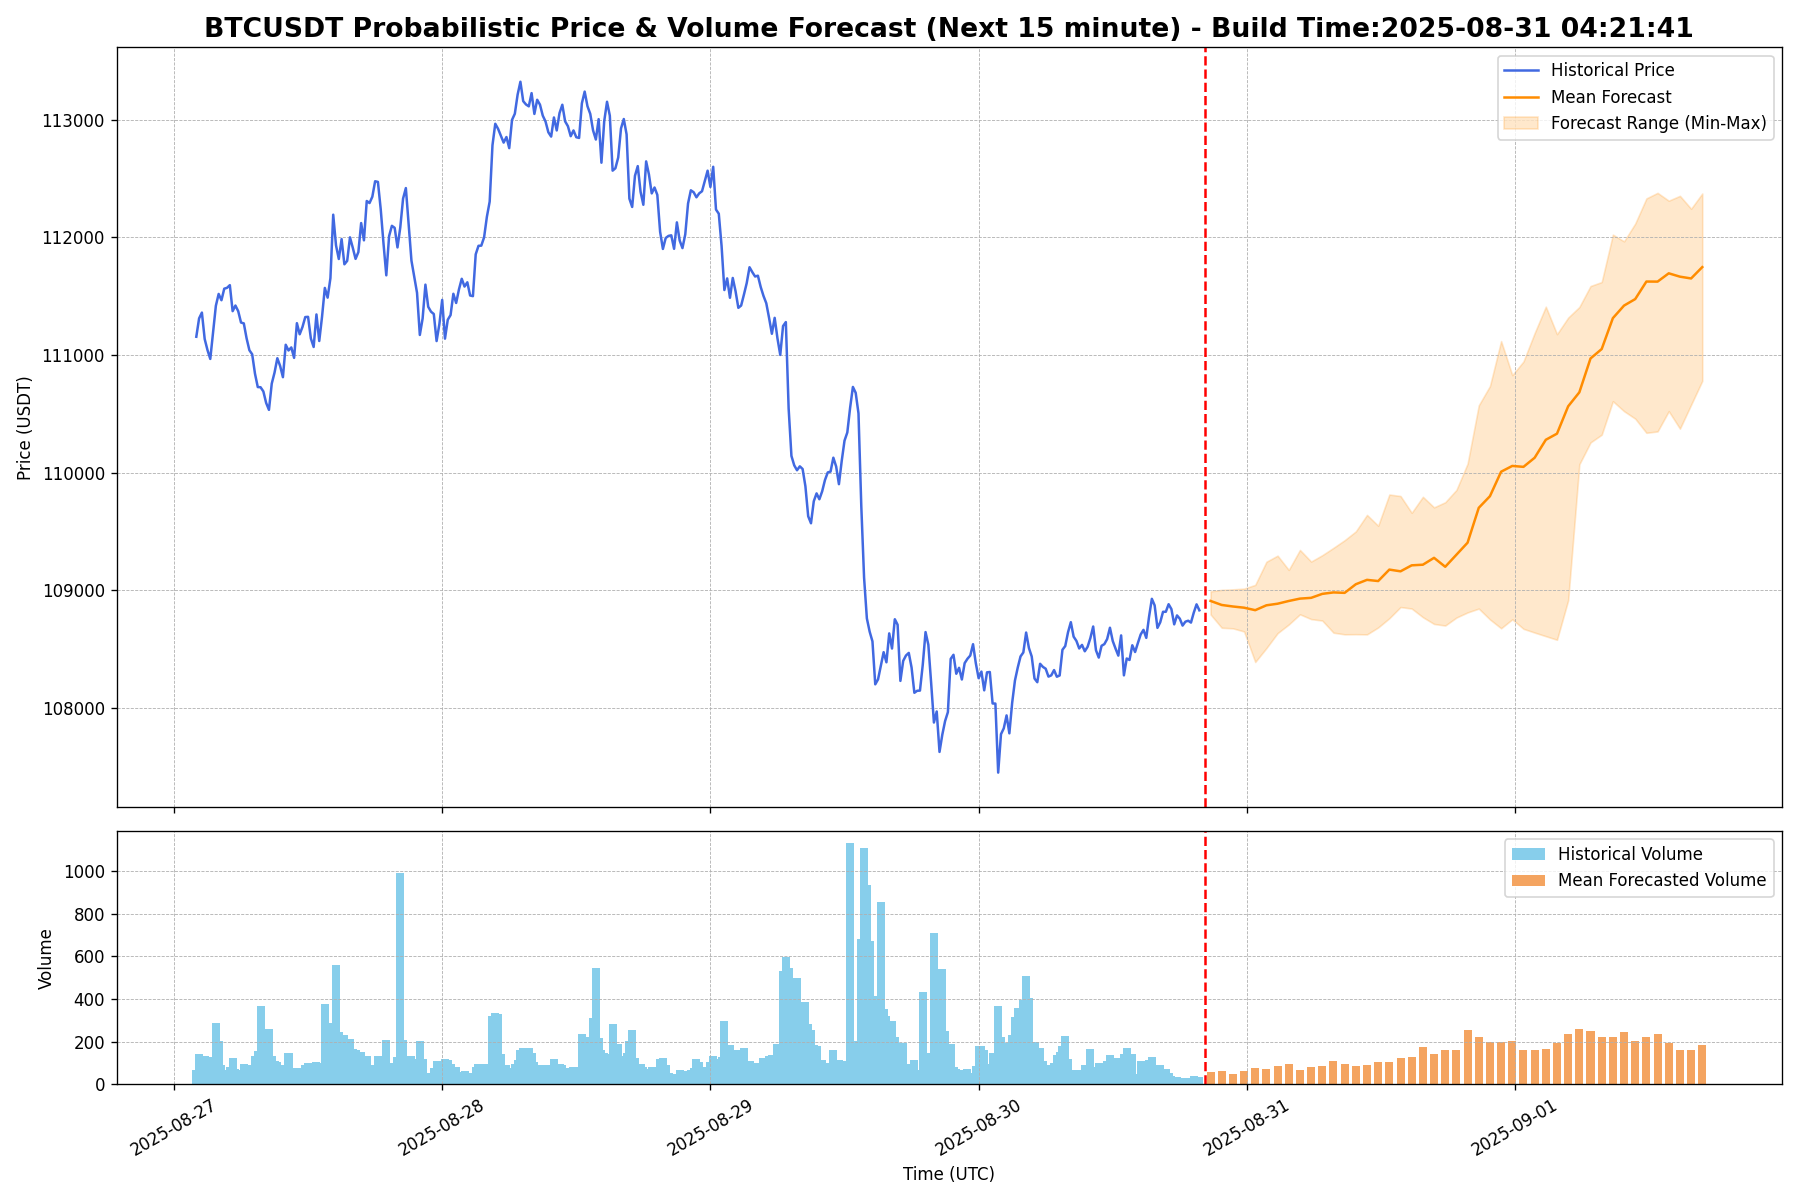 BTCUSDT Probabilistic Price & Volume Forecast (Next 15 minute) - Build Time:2025-08-31 04:21:41
Historical Price
Mean Forecast
Forecast Range (Min-Max)
113000
112000
111000
110000
109000
108000
Price (USDT)
Historical Volume
Mean Forecasted Volume
1000
800
600
400
200
0
Volume
2025-08-27
2025-08-28
2025-08-29
2025-08-30
2025-08-31
2025-09-01
Time (UTC)